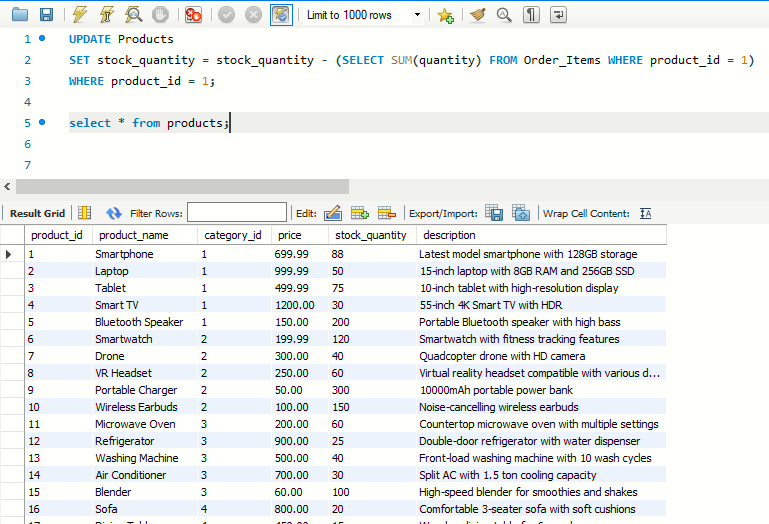 Limit to 1000 rows
1 UPDATE Products
2 SET stock_quantity = stock_quantity - (SELECT SUM(quantity) FROM Order_Items WHERE product_id = 1)
3 WHERE product_id = 1;
4
5 select * from products;
6
7
Result Grid Filter Rows: Edit: Export/Import: Wrap Cell Content:
product_id product_name category_id price stock_quantity description
1 Smartphone 1 699.99 88 Latest model smartphone with 128GB storage
2 Laptop 1 999.99 50 15-inch laptop with 8GB RAM and 256GB SSD
3 Tablet 1 499.99 75 10-inch tablet with high-resolution display
4 Smart TV 1 1200.00 30 55-inch 4K Smart TV with HDR
5 Bluetooth Speaker 1 150.00 200 Portable Bluetooth speaker with high bass
6 Smartwatch 2 199.99 120 Smartwatch with fitness tracking features
7 Drone 2 300.00 40 Quadcopter drone with HD camera
8 VR Headset 2 250.00 60 Virtual reality headset compatible with various d...
9 Portable Charger 2 50.00 300 10000mAh portable power bank
10 Wireless Earbuds 2 100.00 150 Noise-cancelling wireless earbuds
11 Microwave Oven 3 200.00 60 Countertop microwave oven with multiple settings
12 Refrigerator 3 900.00 25 Double-door refrigerator with water dispenser
13 Washing Machine 3 500.00 40 Front-load washing machine with 10 wash cycles
14 Air Conditioner 3 700.00 30 Split AC with 1.5 ton cooling capacity
15 Blender 3 60.00 100 High-speed blender for smoothies and shakes
16 Sofa 4 800.00 20 Comfortable 3-seater sofa with soft cushions